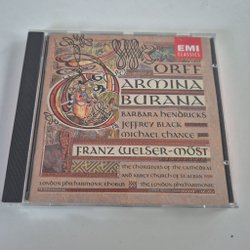 EMI
CLASSICS
ORFF
CARMINA
BURANA
BARBARA HENDRICKS
JEFFREY BLACK
MICHAEL CHANCE
FRANZ WELSER-MÖST
THE CHORISTERS OF THE CATHEDRAL
AND ABBEY CHURCH OF ST. ALBAN
LONDON PHILHARMONIC CHORUS
THE LONDON PHILHARMONIC